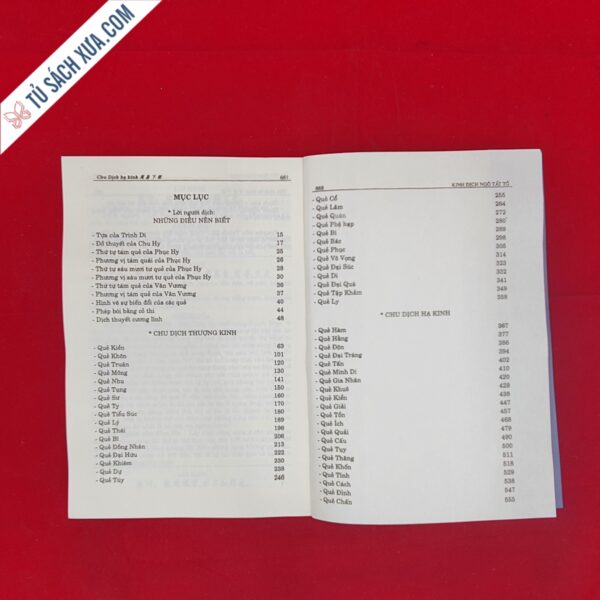 TỦ SÁCH XƯA.COM
Chu Dịch hạ kinh 661
MỤC LỤC
* Lời người dịch:
NHỮNG ĐIỀU NÊN BIẾT
- Tựa của Trình Di 15
- Đồ thuyết của Chu Hy 17
- Thứ tự tám quẻ của Phục Hy 25
- Phương vị tám quái của Phục Hy 26
- Thứ tự sáu mươi tư quẻ của Phục Hy 28
- Phương vị sáu mươi tư quẻ của Phục Hy 30
- Thứ tự tám quẻ của Văn Vương 36
- Phương vị tám quẻ của Văn Vương 37
- Hình vẽ sự biến đổi của các quẻ 40
- Phép bói bằng cỏ thi 44
- Dịch thuyết cương lĩnh 48
* CHU DỊCH THƯỢNG KINH
- Quẻ Kiền 63
- Quẻ Khôn 101
- Quẻ Truân 120
- Quẻ Mông 130
- Quẻ Nhu 141
- Quẻ Tụng 150
- Quẻ Sư 160
- Quẻ Tỵ 170
- Quẻ Tiểu Súc 180
- Quẻ Lý 189
- Quẻ Thái 196
- Quẻ Bĩ 206
- Quẻ Đồng Nhân 213
- Quẻ Đại Hữu 222
- Quẻ Khiêm 230
- Quẻ Dự 238
- Quẻ Tùy 246
662 KINH DỊCH NGÔ TẤT TỐ
- Quẻ Cổ 255
- Quẻ Lâm 264
- Quẻ Quán 272
- Quẻ Phệ hạp 280
- Quẻ Bí
- Quẻ Bác
- Quẻ Phục
- Quẻ Vô Vọng 314
- Quẻ Đại Súc 323
- Quẻ Di 332
- Quẻ Đại Quá 341
- Quẻ Tập Khảm 349
- Quẻ Ly 358
* CHU DỊCH HẠ KINH
- Quẻ Hàm 367
- Quẻ Hằng 377
- Quẻ Độn 386
- Quẻ Đại Tráng 394
- Quẻ Tấn 402
- Quẻ Minh Di 410
- Quẻ Gia Nhân 420
- Quẻ Khuê 428
- Quẻ Kiển
- Quẻ Giải 447
- Quẻ Tổn 457
- Quẻ Ích 468
- Quẻ Quải 479
- Quẻ Cấu 490
- Quẻ Tụy 500
- Quẻ Thăng 511
- Quẻ Khốn 518
- Quẻ Tỉnh 529
- Quẻ Cách 538
- Quẻ Đỉnh 547
- Quẻ Chấn 555